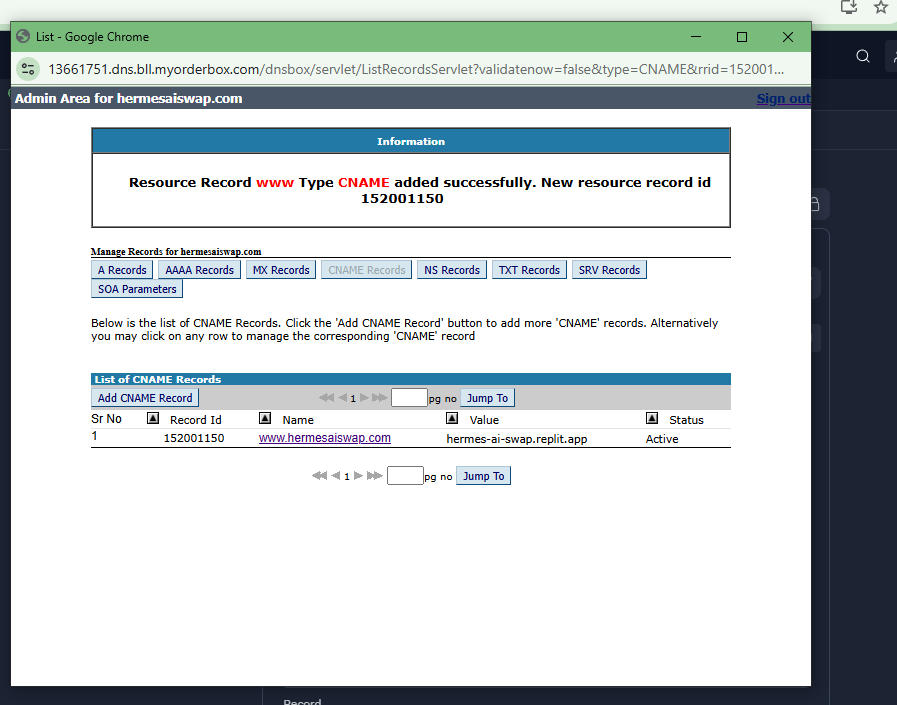 List - Google Chrome
13661751.dns.bll.myorderbox.com/dnsbox/servlet/ListRecordsServlet?validatenow=false&type=CNAME&rrid=152001...
Admin Area for hermesaiswap.com Sign out
Information
Resource Record www Type CNAME added successfully. New resource record id
152001150
Manage Records for hermesaiswap.com
A Records AAAA Records MX Records CNAME Records NS Records TXT Records SRV Records
SOA Parameters
Below is the list of CNAME Records. Click the 'Add CNAME Record' button to add more 'CNAME' records. Alternatively
you may click on any row to manage the corresponding 'CNAME' record
List of CNAME Records
Add CNAME Record 1 pg no Jump To
Sr No Record Id Name Value Status
1 152001150 www.hermesaiswap.com hermes-ai-swap.replit.app Active
1 pg no Jump To
Record